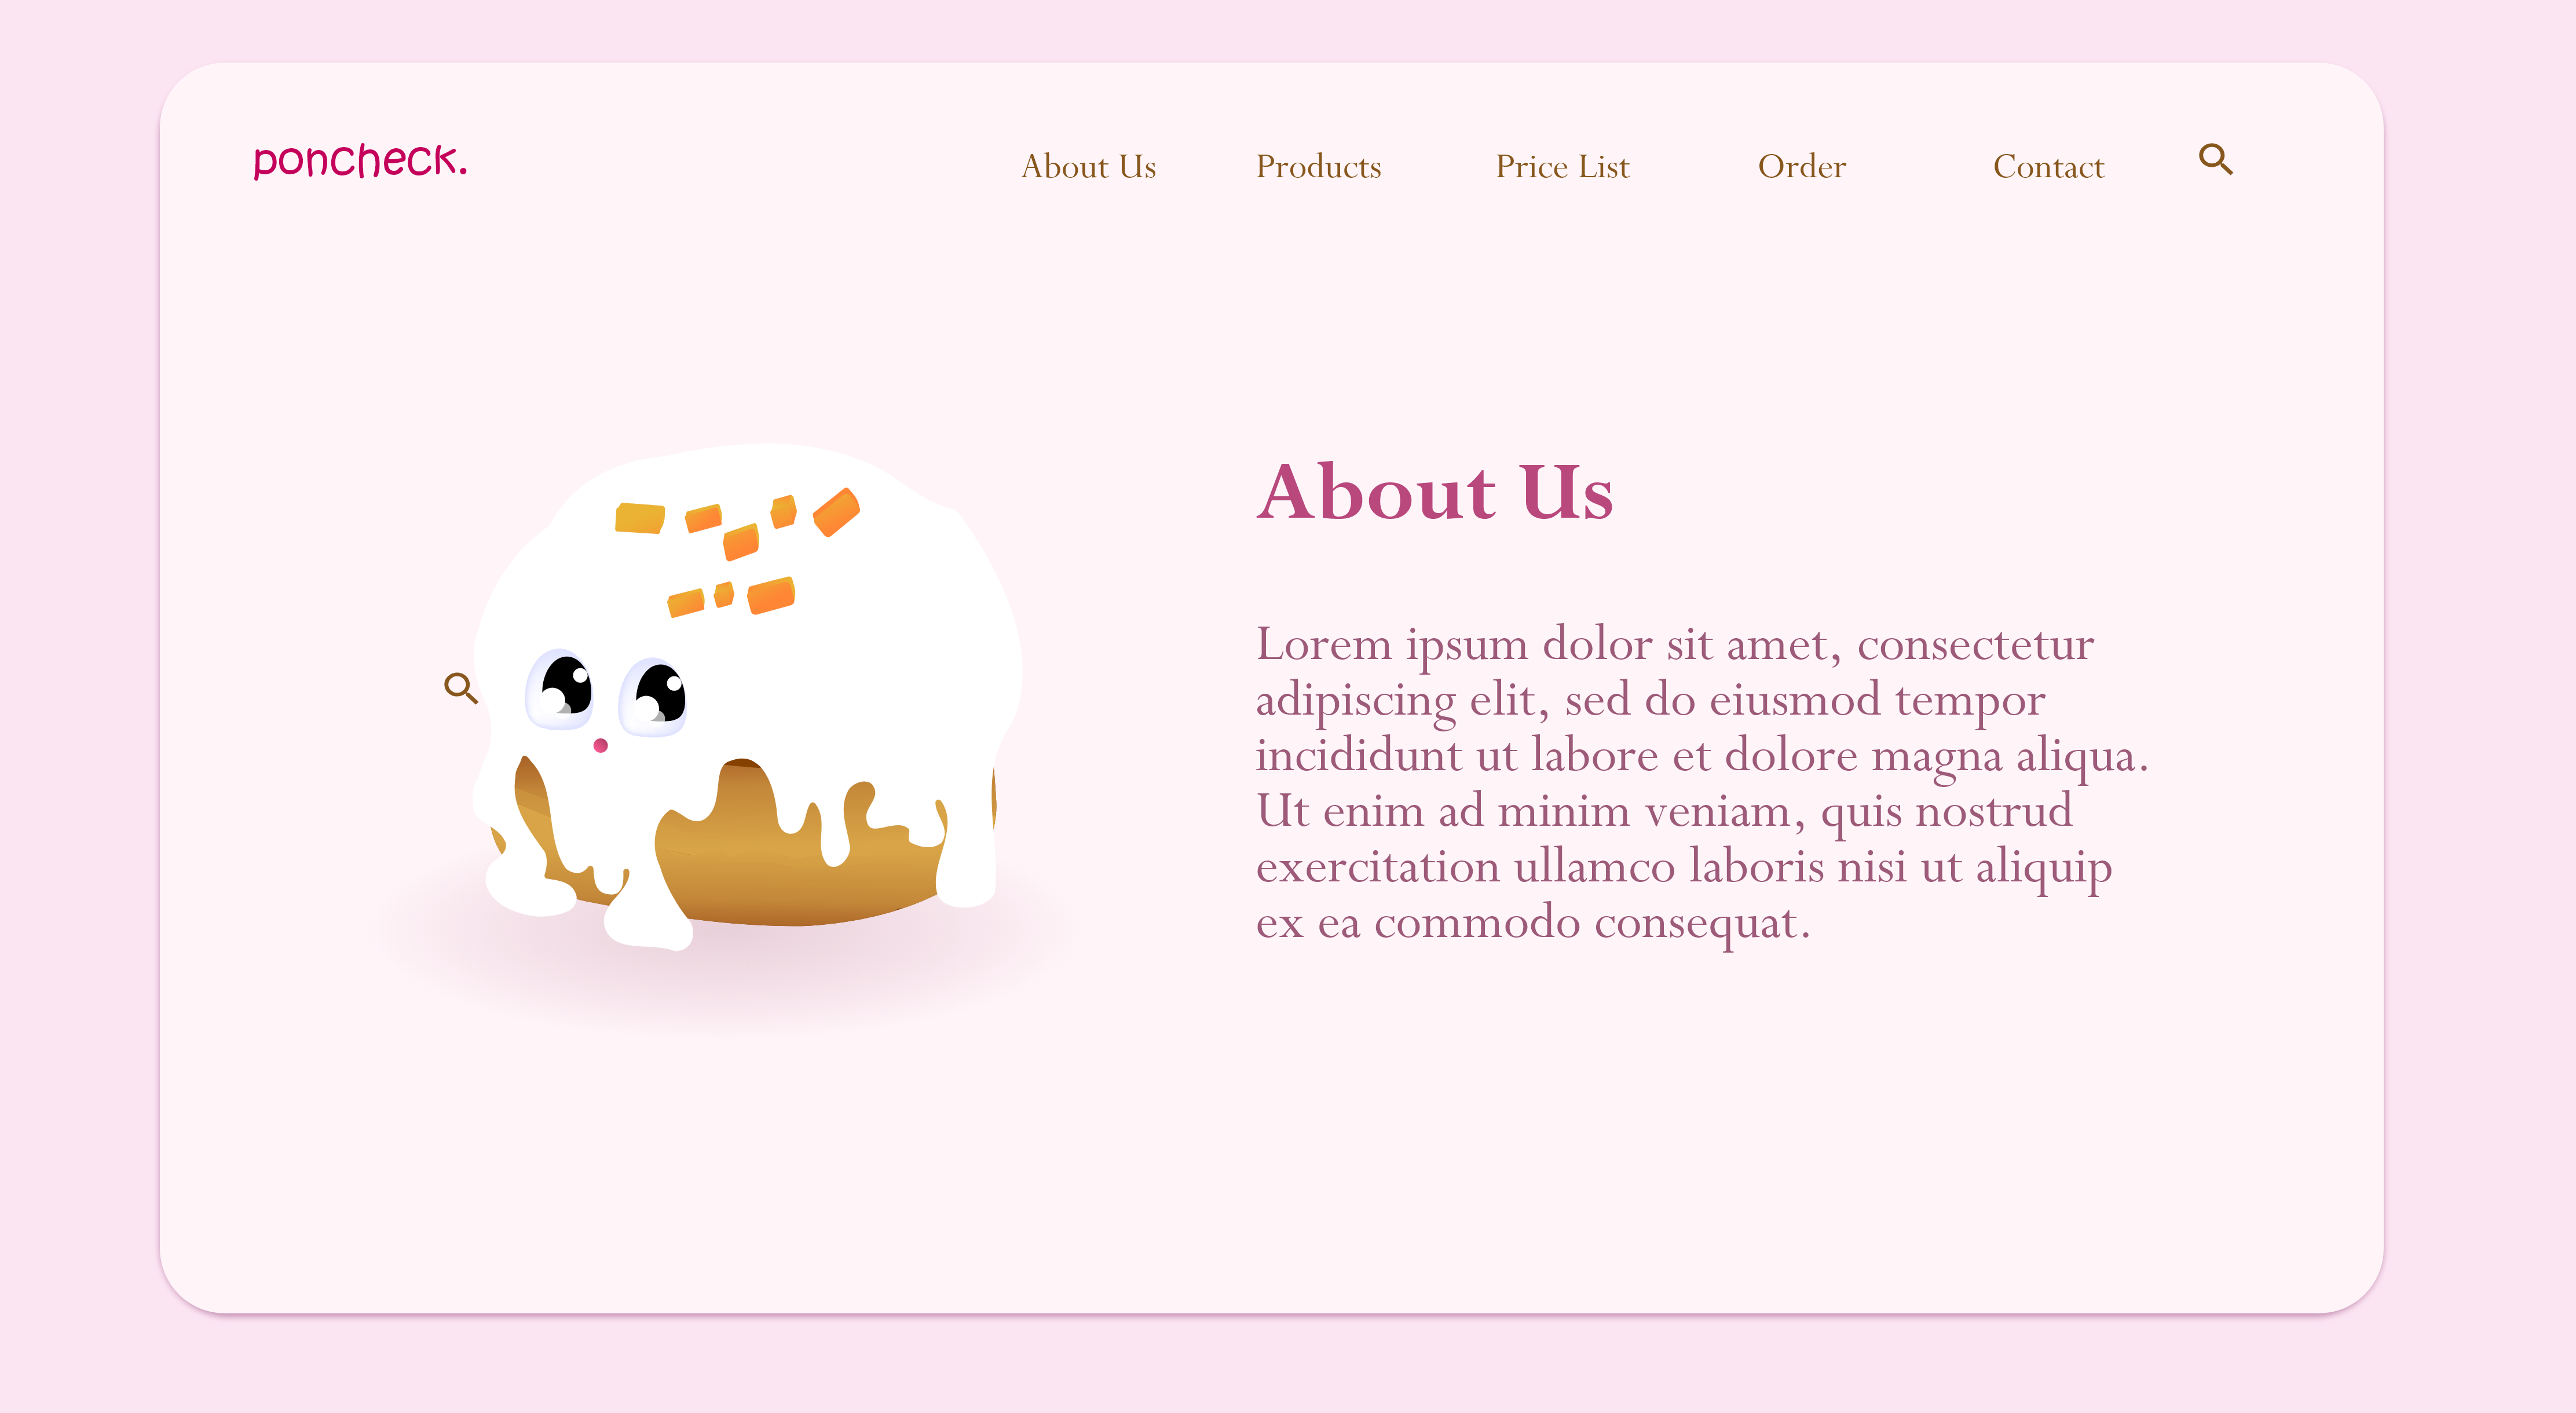 poncheck.
About Us
Products
Price List
Order
Contact
About Us
Lorem ipsum dolor sit amet, consectetur
adipiscing elit, sed do eiusmod tempor
incididunt ut labore et dolore magna aliqua.
Ut enim ad minim veniam, quis nostrud
exercitation ullamco laboris nisi ut aliquip
ex ea commodo consequat.